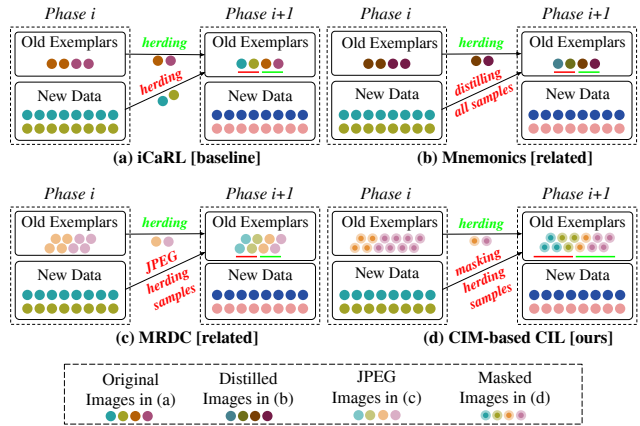 Phase i
Phase i+1
Old Exemplars
herding
Old Exemplars
New Data
herding
New Data
(a) iCaRL [baseline]
Phase i
Phase i+1
Old Exemplars
herding
Old Exemplars
New Data
distilling
all samples
New Data
(b) Mnemonics [related]
Phase i
Phase i+1
Old Exemplars
herding
Old Exemplars
New Data
JPEG
herding
samples
New Data
(c) MRDC [related]
Phase i
Phase i+1
Old Exemplars
herding
Old Exemplars
New Data
masking
herding
samples
New Data
(d) CIM-based CIL [ours]
Original
Images in (a)
Distilled
Images in (b)
JPEG
Images in (c)
Masked
Images in (d)